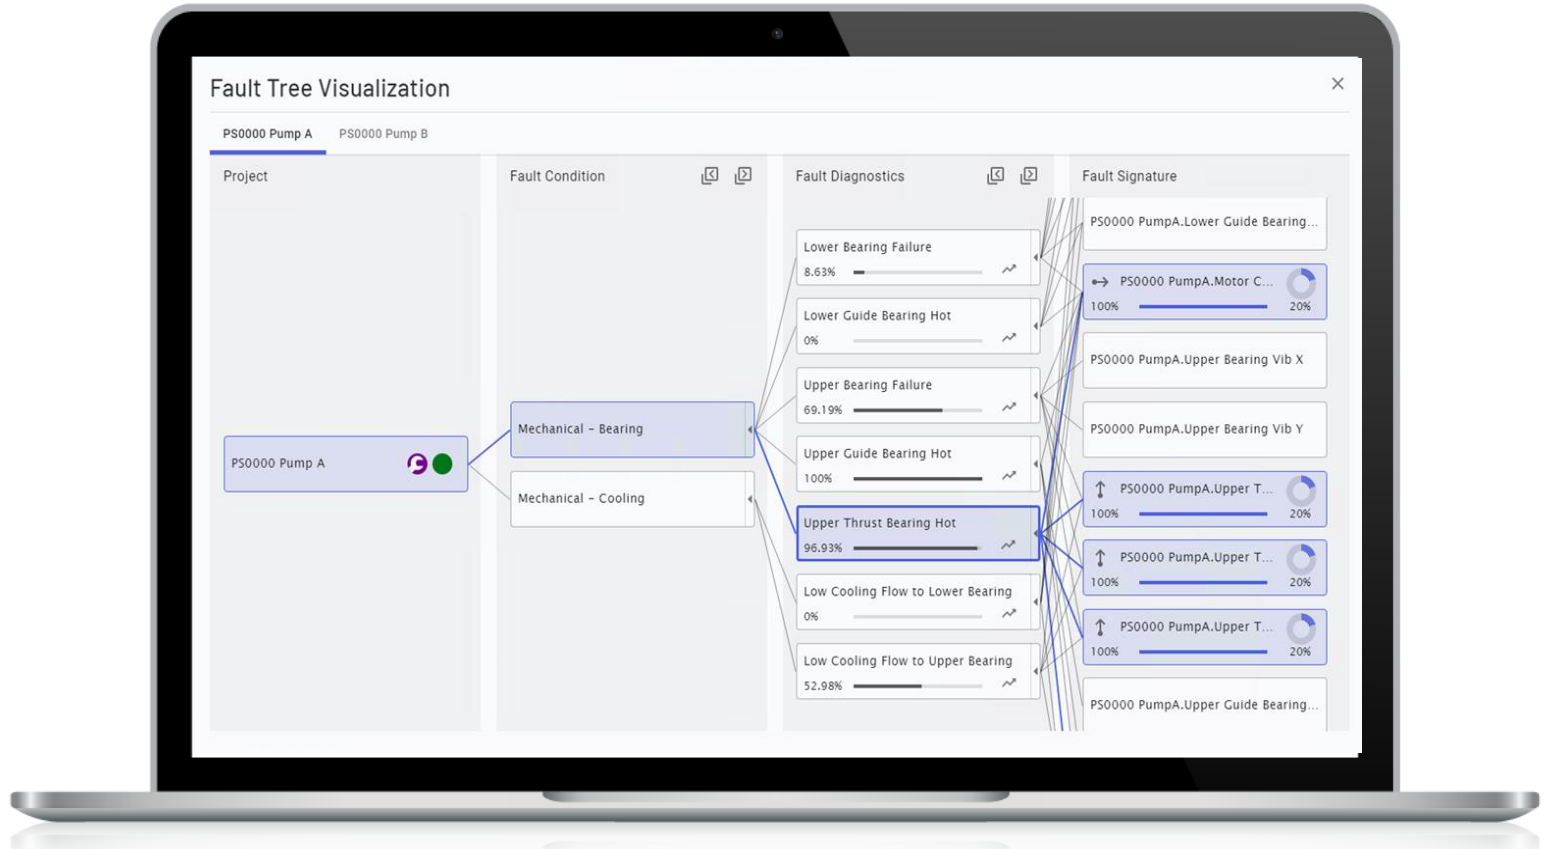 Fault Tree Visualization
PS0000 Pump A
PS0000 Pump B
Project
Fault Condition
Fault Diagnostics
Fault Signature
PS0000 Pump A
Mechanical - Bearing
Mechanical - Cooling
Lower Bearing Failure
8.63%
Lower Guide Bearing Hot
0%
Upper Bearing Failure
69.19%
Upper Guide Bearing Hot
100%
Upper Thrust Bearing Hot
96.93%
Low Cooling Flow to Lower Bearing
0%
Low Cooling Flow to Upper Bearing
52.98%
PS0000 PumpA.Lower Guide Bearing...
PS0000 PumpA.Motor C...
100% 20%
PS0000 PumpA.Upper Bearing Vib X
PS0000 PumpA.Upper Bearing Vib Y
PS0000 PumpA.Upper T...
100% 20%
PS0000 PumpA.Upper T...
100% 20%
PS0000 PumpA.Upper T...
100% 20%
PS0000 PumpA.Upper Guide Bearing...